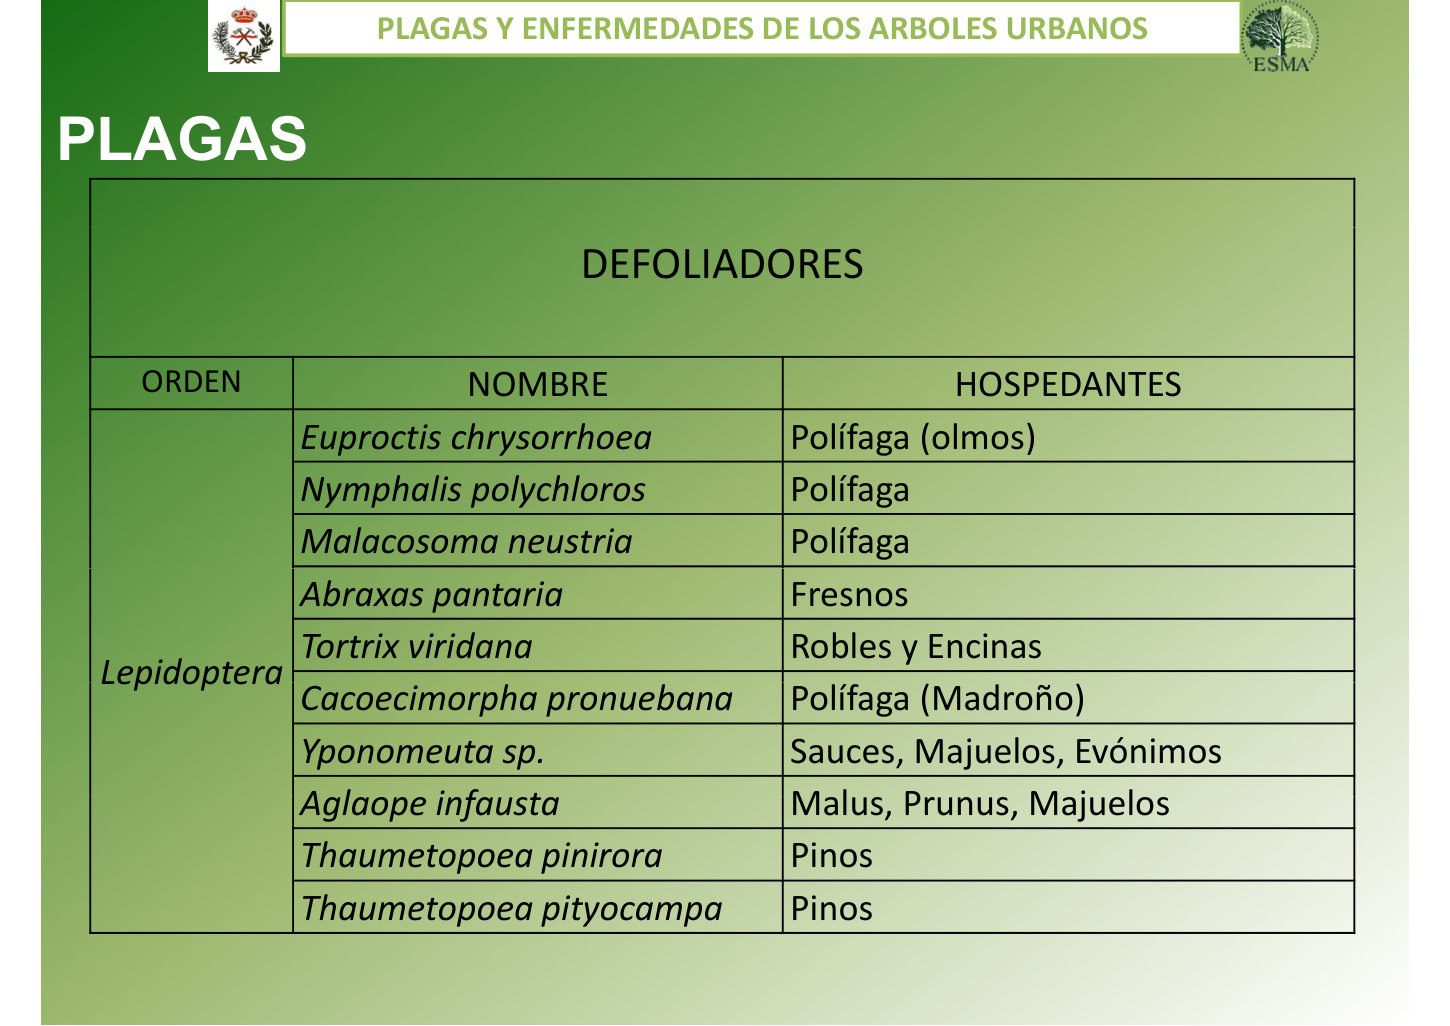 PLAGAS Y ENFERMEDADES DE LOS ARBOLES URBANOS
ESMA
PLAGAS
DEFOLIADORES
ORDEN NOMBRE HOSPEDANTES
Lepidoptera
Euproctis chrysorrhoea Polífaga (olmos)
Nymphalis polychloros Polífaga
Malacosoma neustria Polífaga
Abraxas pantaria Fresnos
Tortrix viridana Robles y Encinas
Cacoecimorpha pronuebana Polífaga (Madroño)
Yponomeuta sp. Sauces, Majuelos, Evónimos
Aglaope infausta Malus, Prunus, Majuelos
Thaumetopoea pinirora Pinos
Thaumetopoea pityocampa Pinos